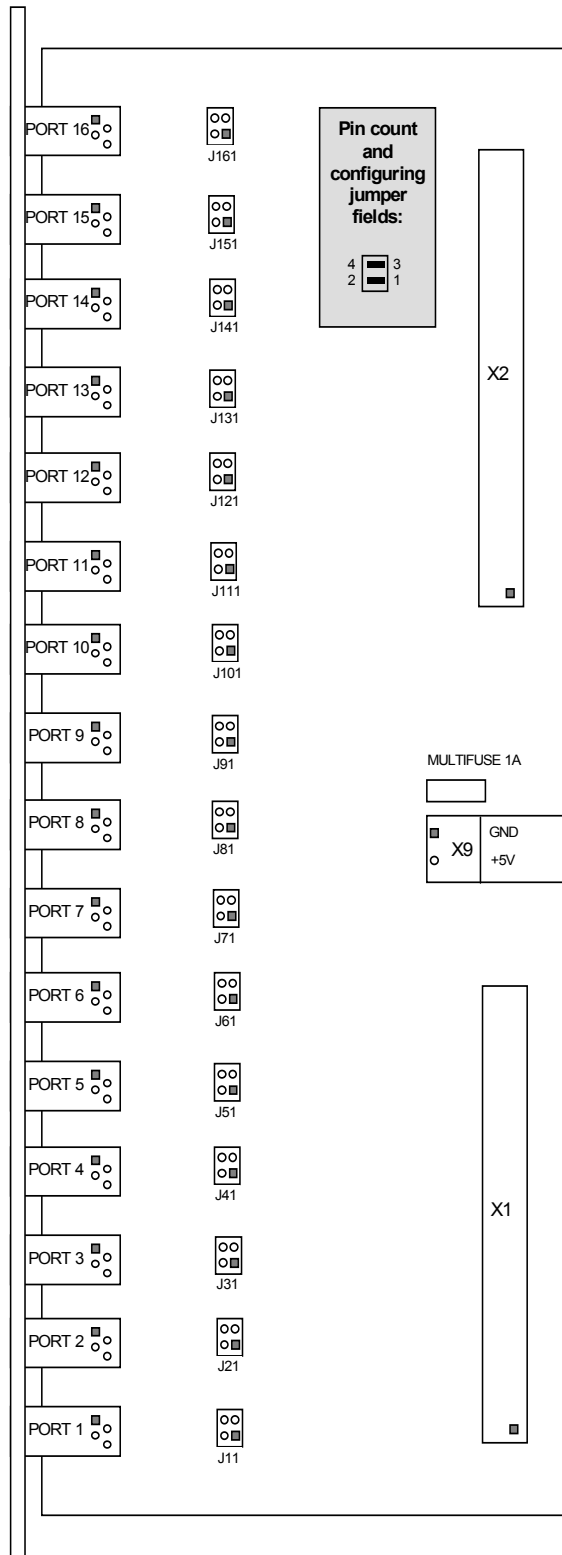 PORT 16
J161
Pin count
and
configuring
jumper
fields:
4 3
2 1
PORT 15
J151
PORT 14
J141
PORT 13
J131
X2
PORT 12
J121
PORT 11
J111
PORT 10
J101
PORT 9
J91
MULTIFUSE 1A
PORT 8
J81
X9
GND
+5V
PORT 7
J71
PORT 6
J61
PORT 5
J51
PORT 4
J41
X1
PORT 3
J31
PORT 2
J21
PORT 1
J11